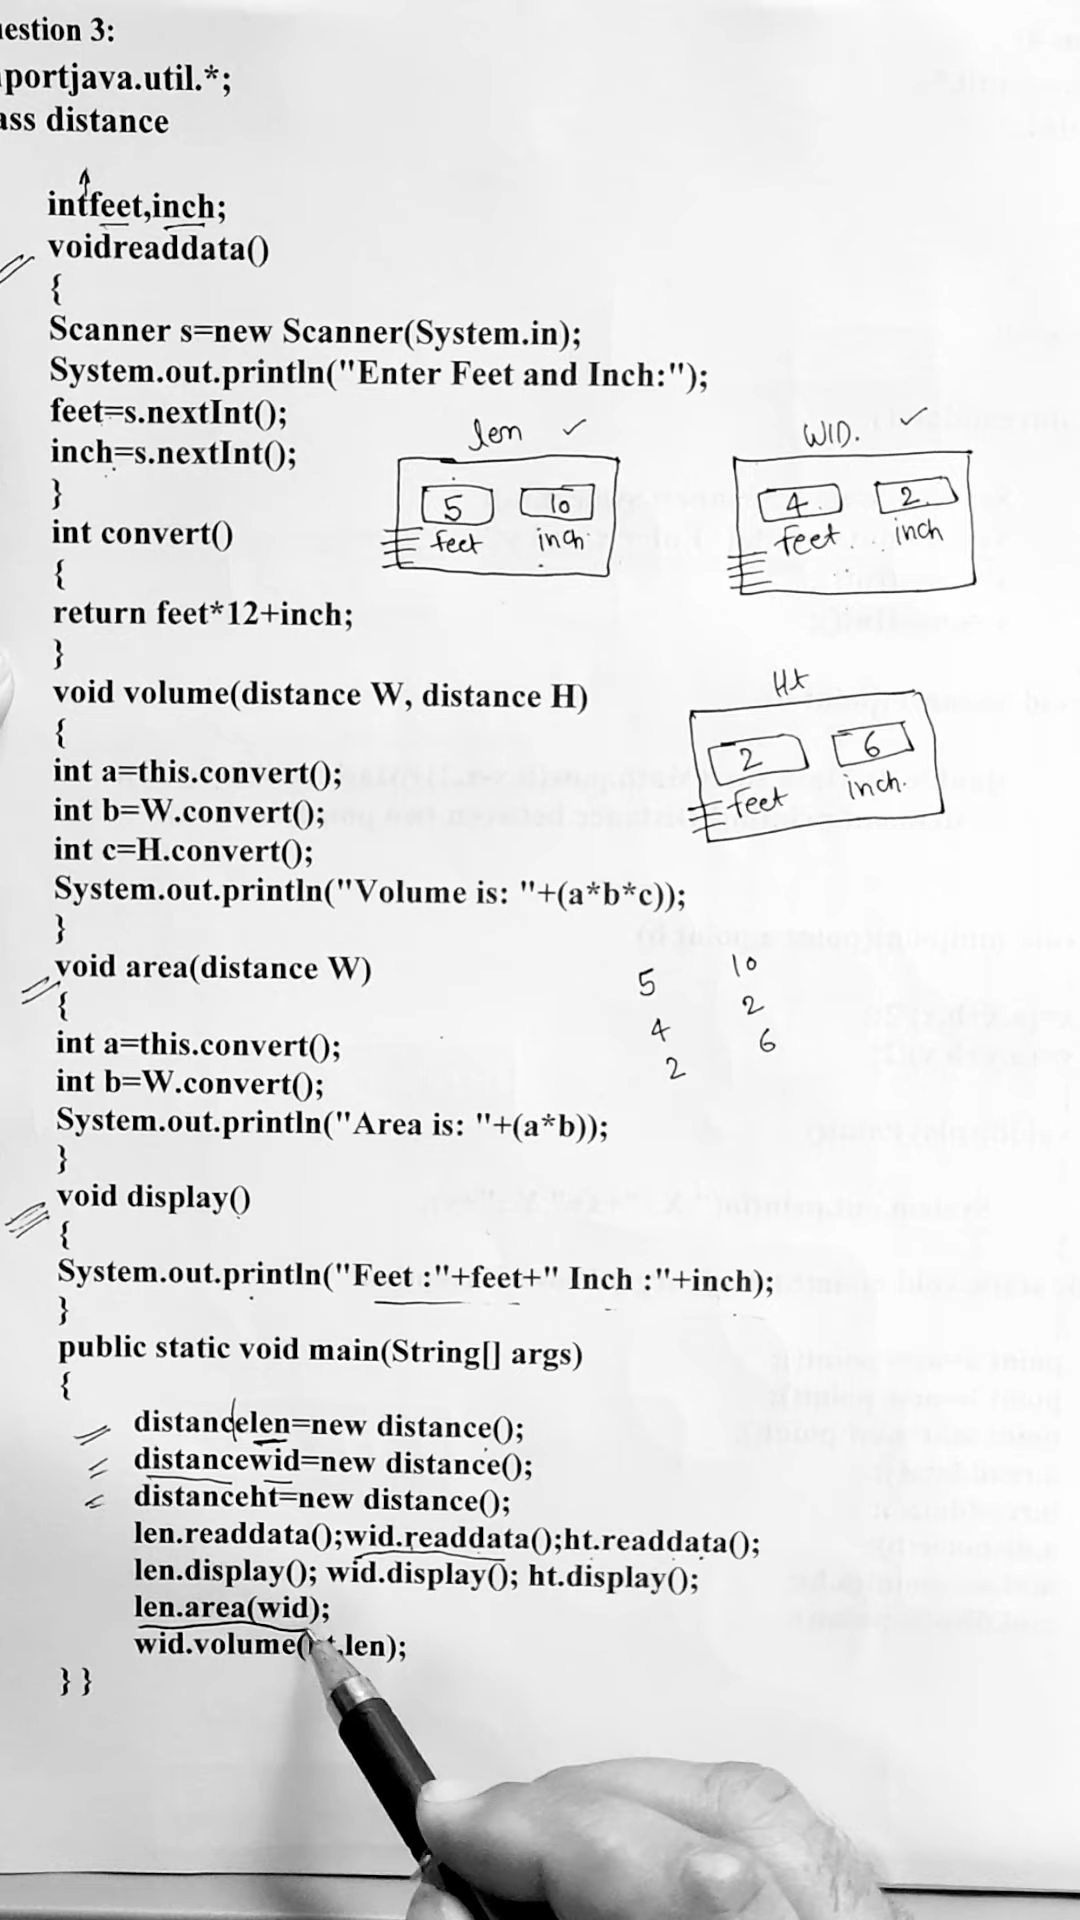 estion 3:
portjava.util.*;
ass distance
intfeet,inch;
voidreaddata()
{
Scanner s=new Scanner(System.in);
System.out.println("Enter Feet and Inch:");
feet=s.nextInt();
inch=s.nextInt();
}
int convert()
{
return feet*12+inch;
}
void volume(distance W, distance H)
{
int a=this.convert();
int b=W.convert();
int c=H.convert();
System.out.println("Volume is: "+(a*b*c));
}
void area(distance W)
{
int a=this.convert();
int b=W.convert();
System.out.println("Area is: "+(a*b));
}
void display()
{
System.out.println("Feet :"+feet+" Inch :"+inch);
}
public static void main(String[] args)
{
distancelen=new distance();
distancewid=new distance();
distanceht=new distance();
len.readdata();wid.readdata();ht.readdata();
len.display(); wid.display(); ht.display();
len.area(wid);
wid.volume( len);
} }
len
5 10
feet inch
WID.
4 2
feet inch
Ht
2 6
feet inch.
5 10
4 2
2 6